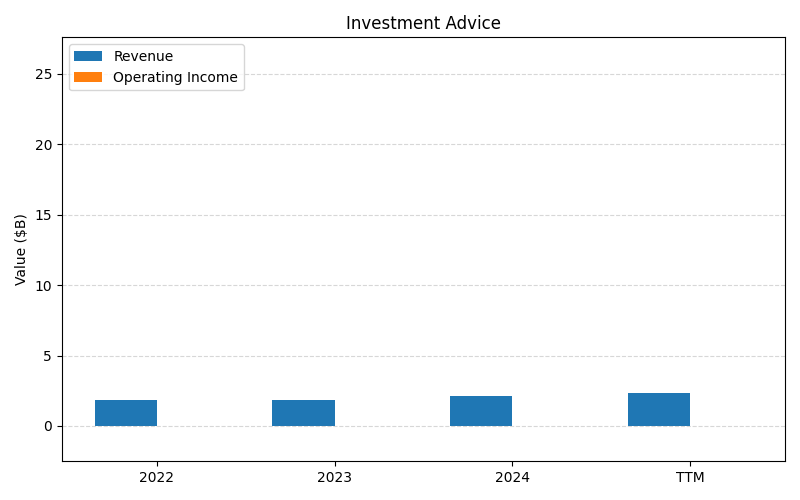 Investment Advice
Revenue
Operating Income
Value ($B)
25
20
15
10
5
0
2022 2023 2024 TTM